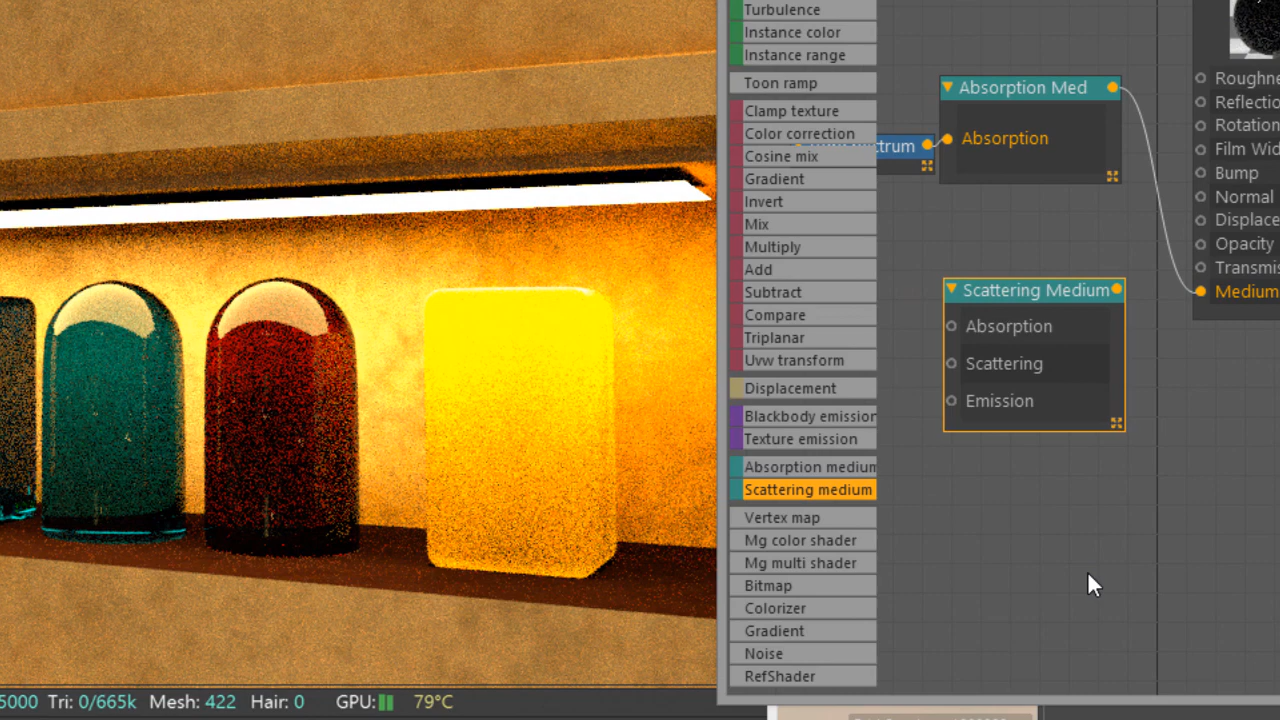 Turbulence
Instance color
Instance range
Toon ramp
Clamp texture
Color correction
Cosine mix
Gradient
Invert
Mix
Multiply
Add
Subtract
Compare
Triplanar
Uvw transform
Displacement
Blackbody emission
Texture emission
Absorption medium
Scattering medium
Vertex map
Mg color shader
Mg multi shader
Bitmap
Colorizer
Gradient
Noise
RefShader
ctrum
Absorption Med
Absorption
Scattering Medium
Absorption
Scattering
Emission
Roughne
Reflectio
Rotation
Film Wid
Bump
Normal
Displace
Opacity
Transmis
Medium
5000 Tri: 0/665k Mesh: 422 Hair: 0 GPU: 79°C